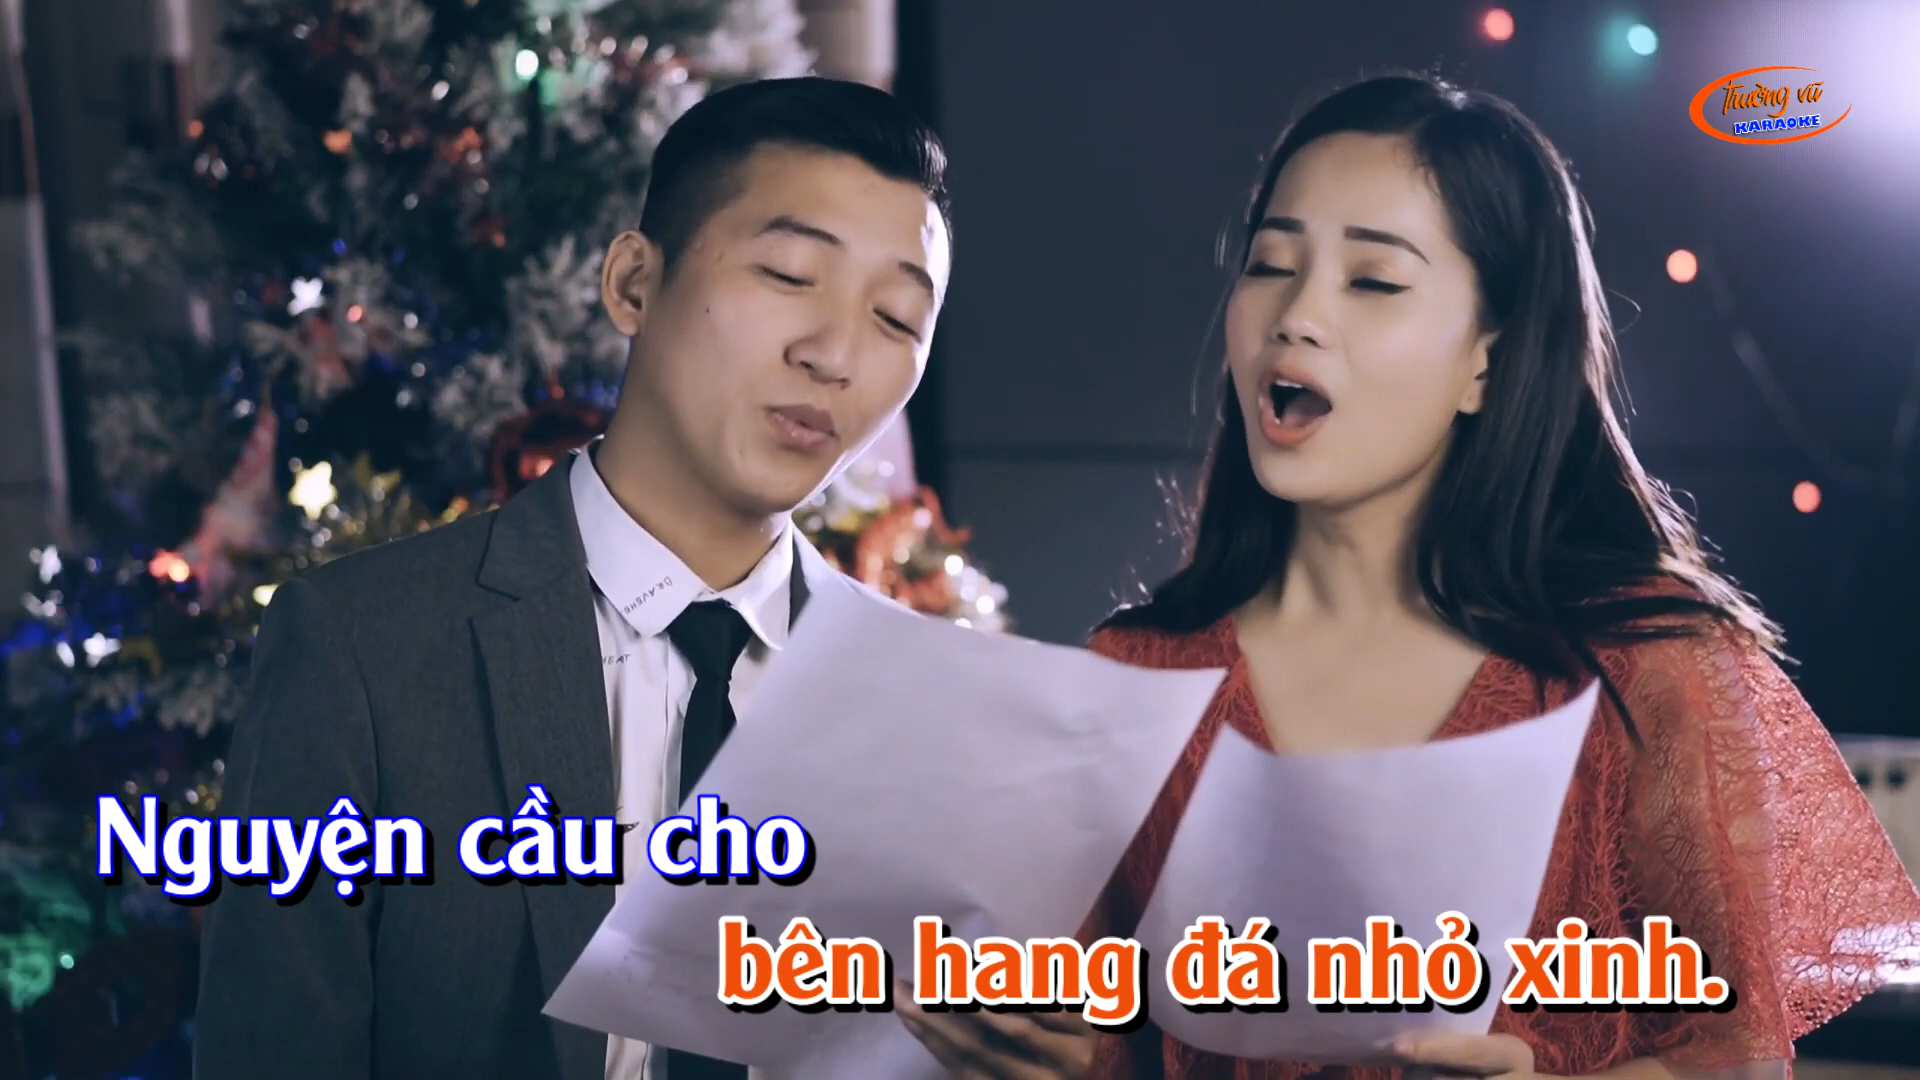 Trường vũ
KARAOKE
Nguyện cầu cho
bên hang đá nhỏ xinh.